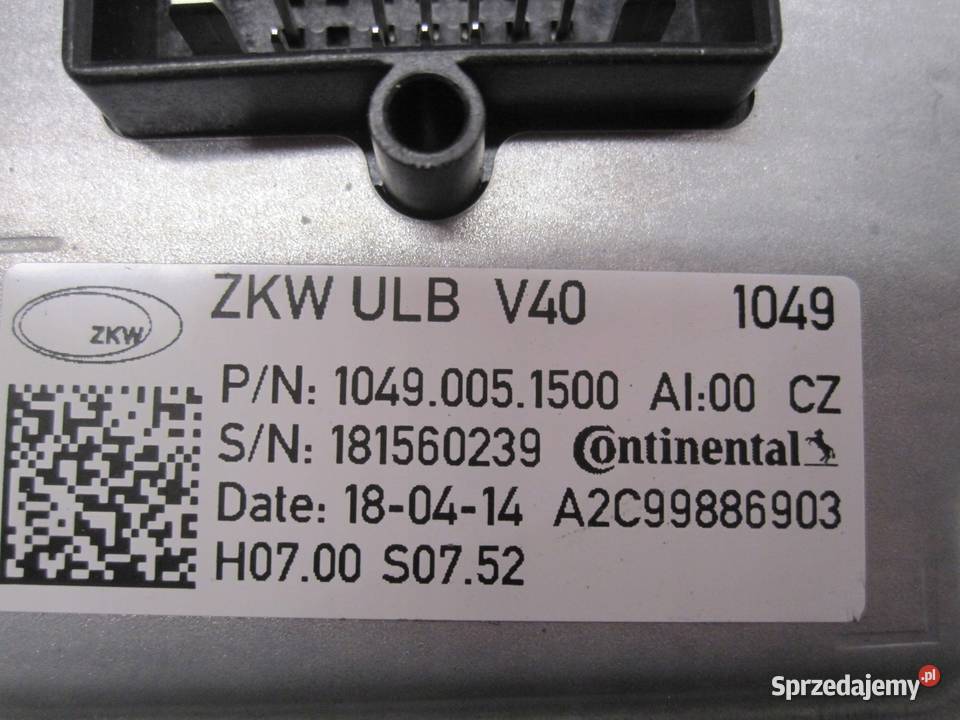 ZKW ULB V40 1049
ZKW
P/N: 1049.005.1500 AI:00 CZ
S/N: 181560239 Continental
Date: 18-04-14 A2C99886903
H07.00 S07.52
Sprzedajemy.pl